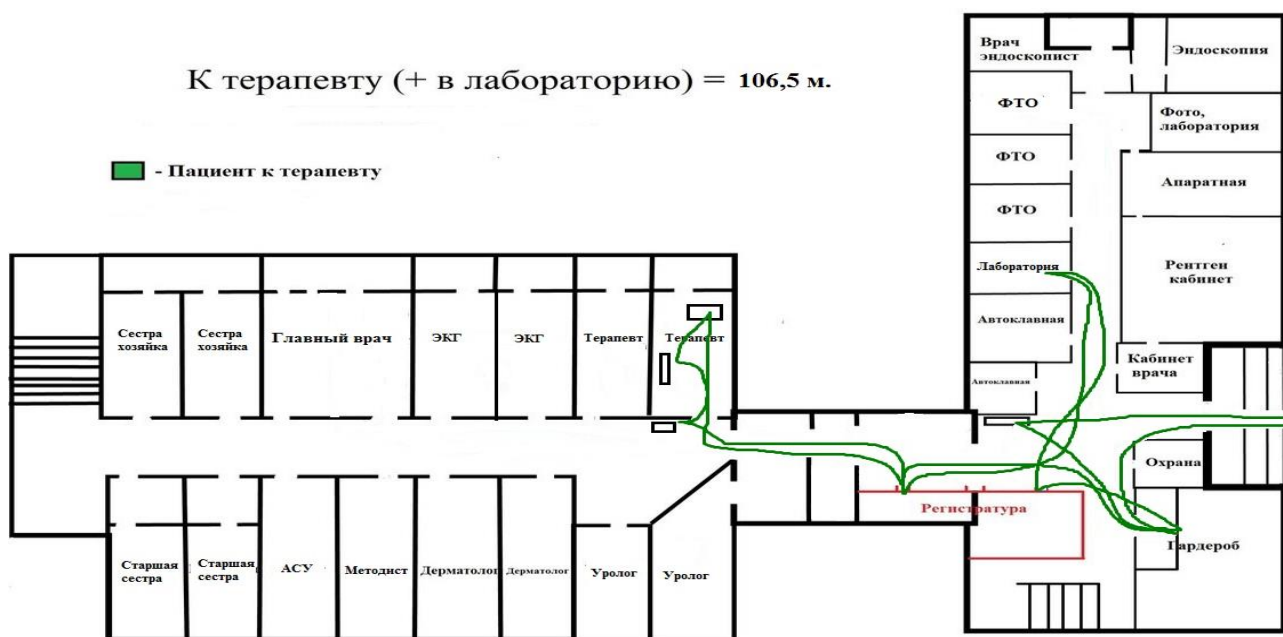 К терапевту (+ в лабораторию) = 106,5 м.
- Пациент к терапевту
Врач
эндоскопист
Эндоскопия
ФТО
Фото,
лаборатория
ФТО
Апаратная
ФТО
Лаборатория
Рентген
кабинет
Автоклавная
Кабинет
врача
Автоклавная
Сестра
хозяйка
Сестра
хозяйка
Главный врач
ЭКГ
ЭКГ
Терапевт
Терапевт
Охрана
Регистратура
Гардероб
Старшая
сестра
Старшая
сестра
АСУ
Методист
Дерматолог
Дерматолог
Уролог
Уролог